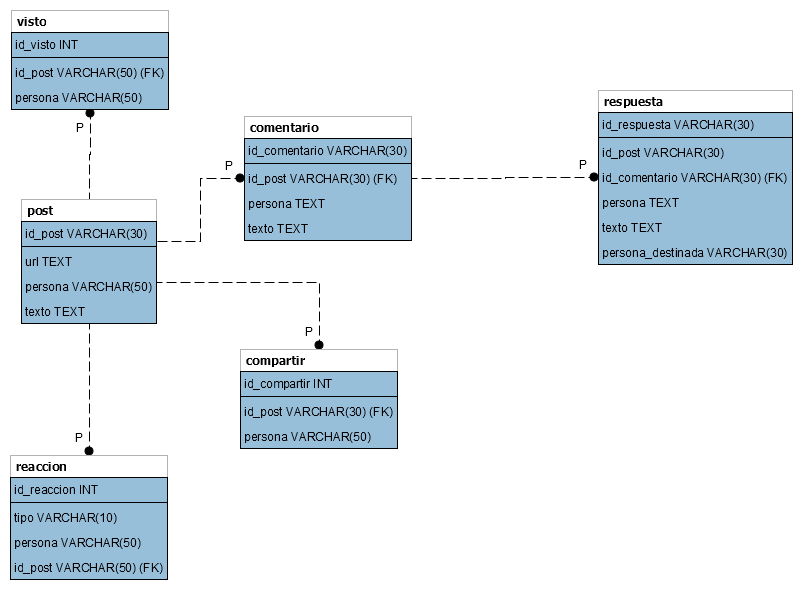 visto
id_visto INT
id_post VARCHAR(50) (FK)
persona VARCHAR(50)
P
post
id_post VARCHAR(30)
url TEXT
persona VARCHAR(50)
texto TEXT
P
comentario
id_comentario VARCHAR(30)
id_post VARCHAR(30) (FK)
persona TEXT
texto TEXT
P
respuesta
id_respuesta VARCHAR(30)
id_post VARCHAR(30)
id_comentario VARCHAR(30) (FK)
persona TEXT
texto TEXT
persona_destinada VARCHAR(30)
P
compartir
id_compartir INT
id_post VARCHAR(30) (FK)
persona VARCHAR(50)
P
reaccion
id_reaccion INT
tipo VARCHAR(10)
persona VARCHAR(50)
id_post VARCHAR(50) (FK)